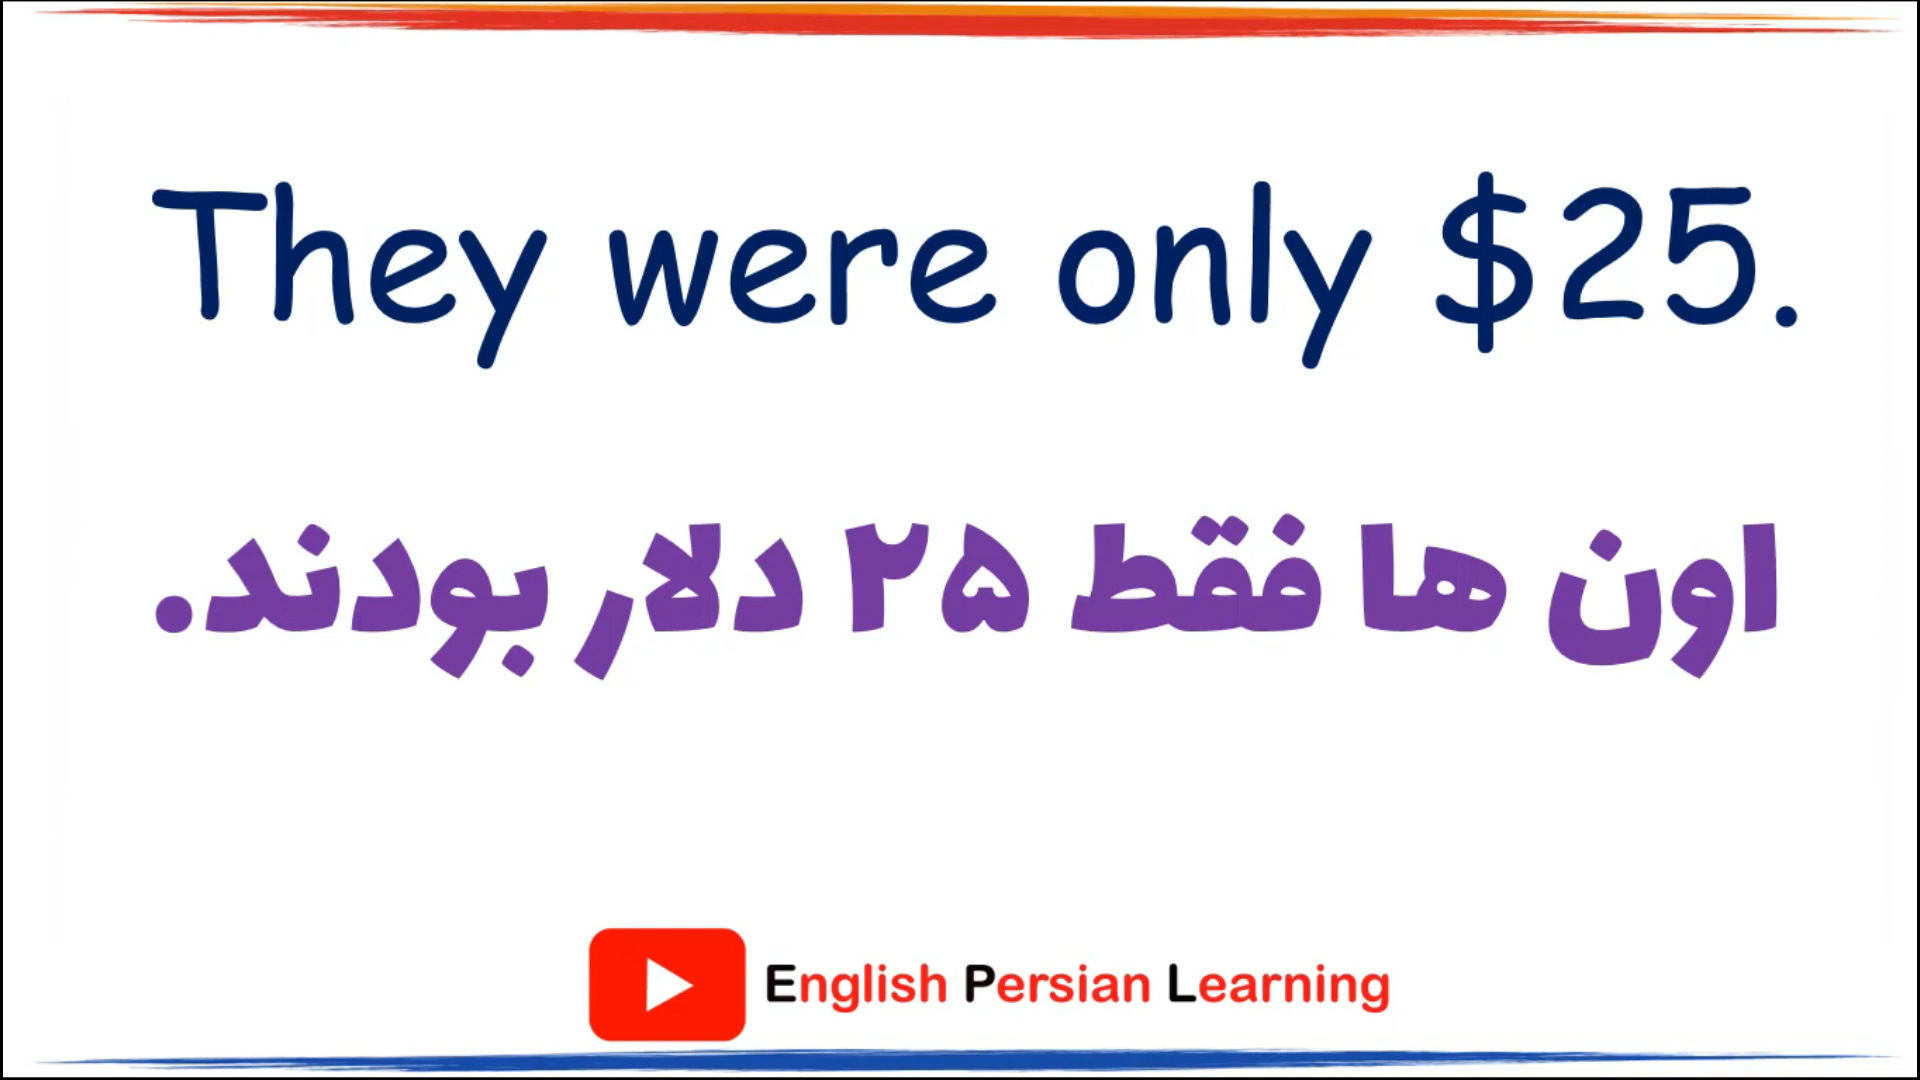 They were only $25.
اون ها فقط ۲۵ دلار بودند.
English Persian Learning